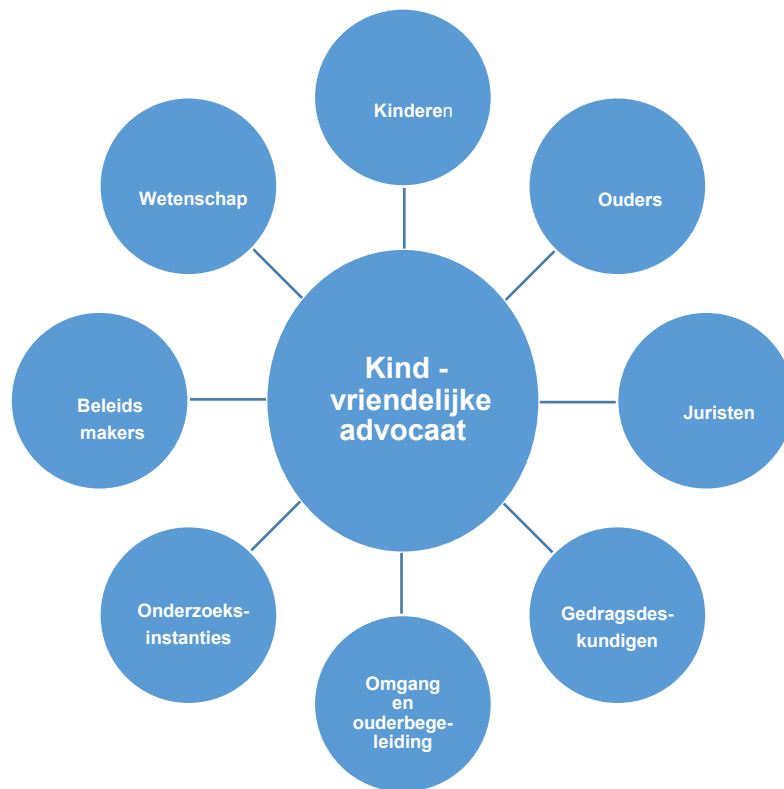 Kinderen
Ouders
Wetenschap
Kind -
vriendelijke
advocaat
Beleids
makers
Juristen
Onderzoeks-
instanties
Gedragsdes-
kundigen
Omgang
en
ouderbege-
leiding